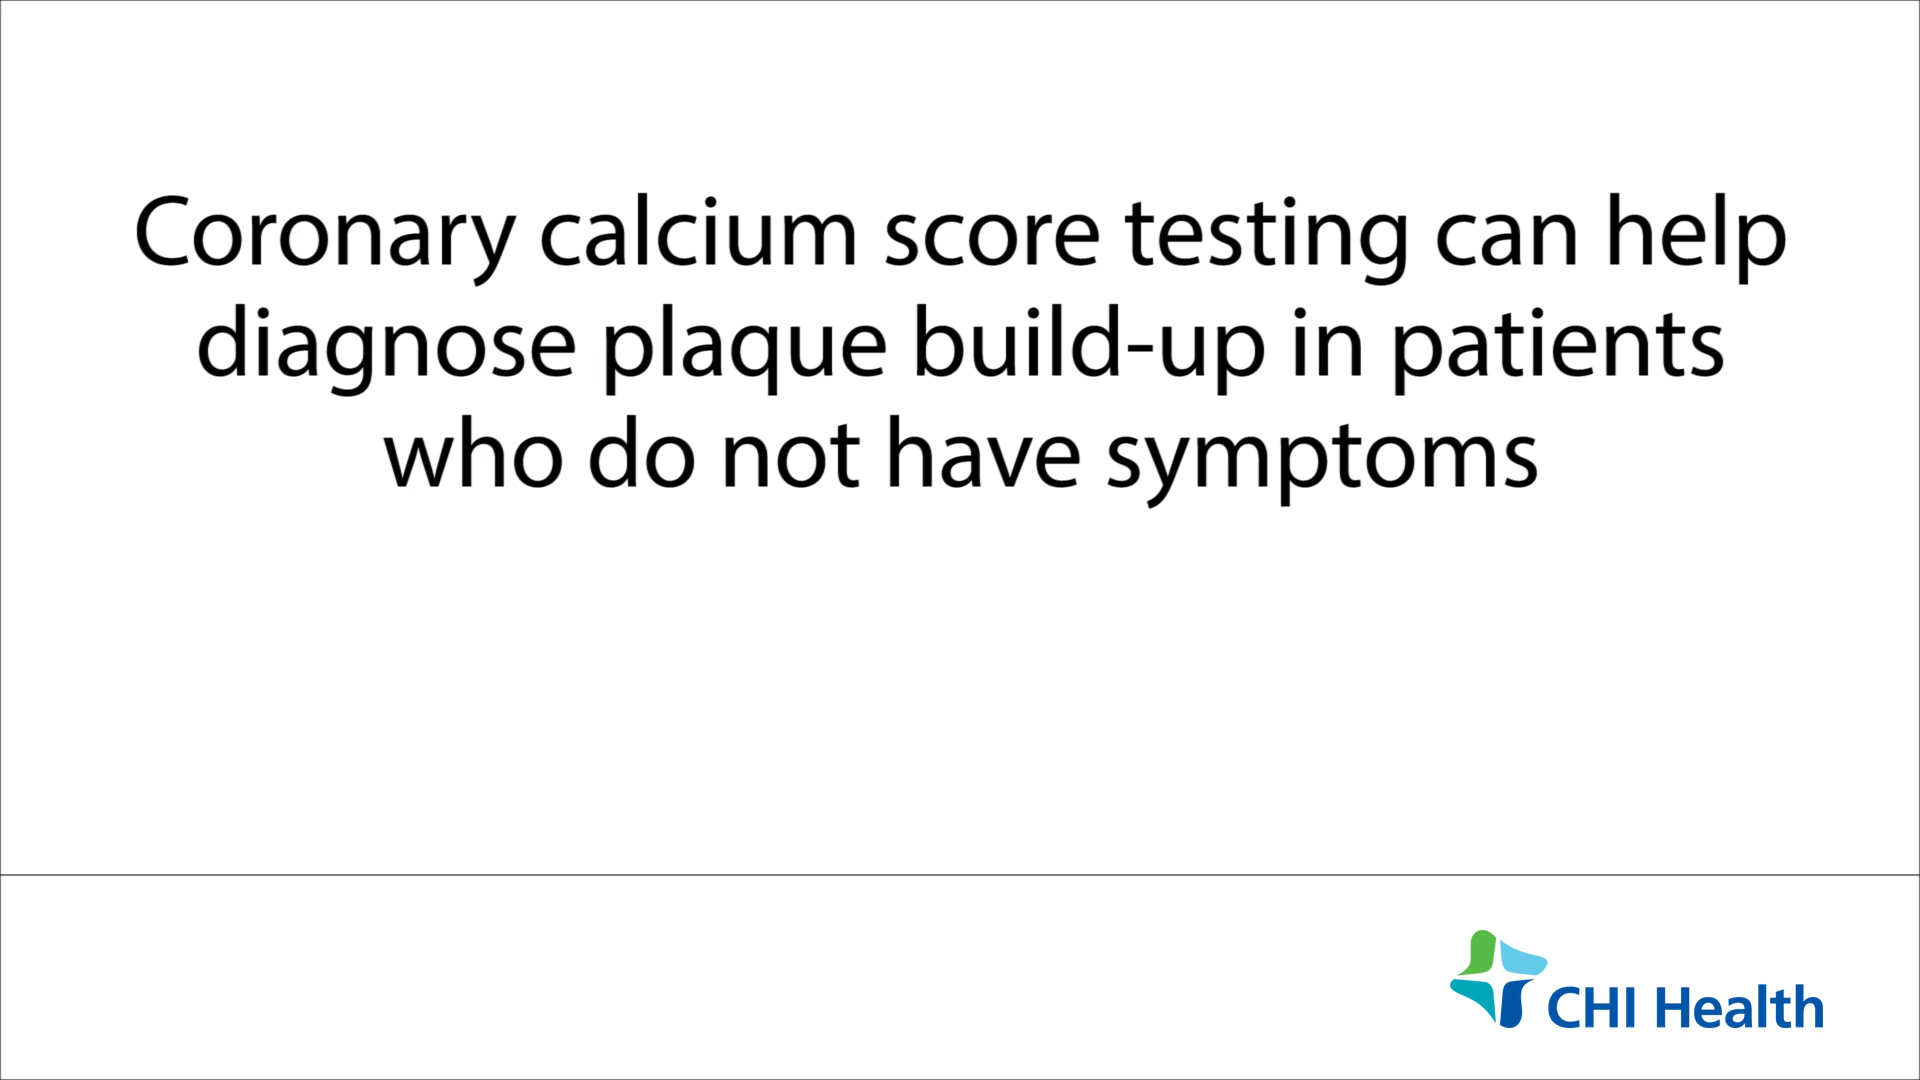 Coronary calcium score testing can help
diagnose plaque build-up in patients
who do not have symptoms
CHI Health